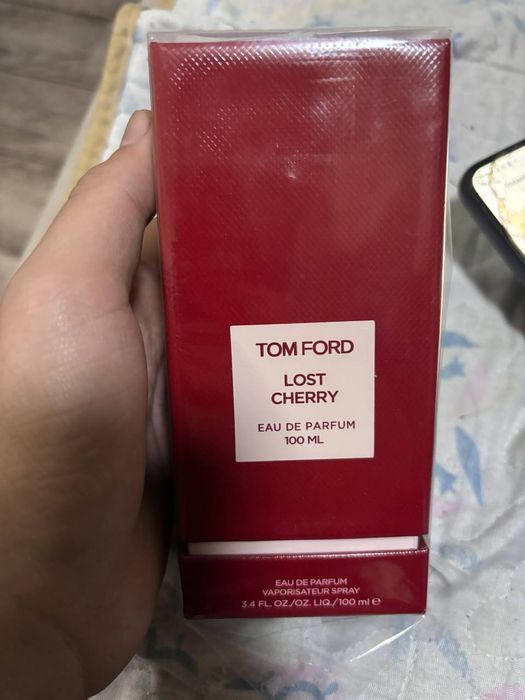 TOM FORD
LOST
CHERRY
EAU DE PARFUM
100 ML
EAU DE PARFUM
VAPORISATEUR SPRAY
3.4 FL. OZ./OZ. LIQ./100 ml ℮